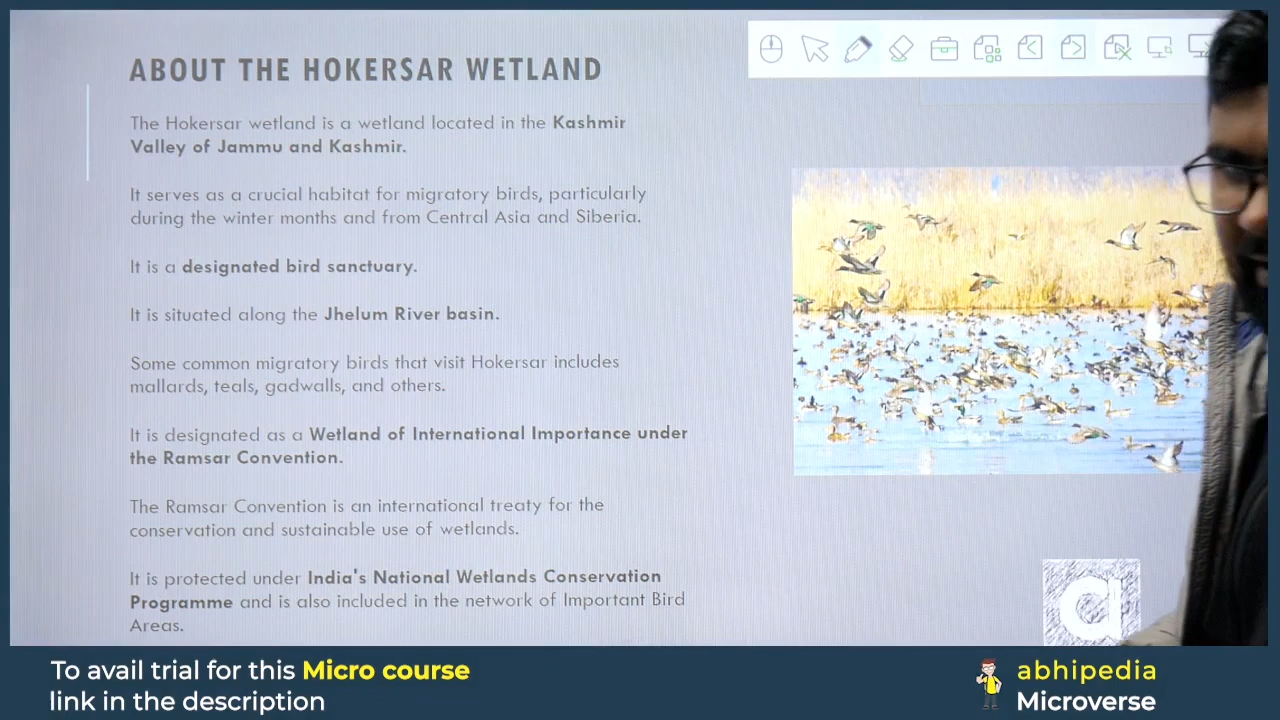 ABOUT THE HOKERSAR WETLAND
The Hokersar wetland is a wetland located in the Kashmir
Valley of Jammu and Kashmir.
It serves as a crucial habitat for migratory birds, particularly
during the winter months and from Central Asia and Siberia.
It is a designated bird sanctuary.
It is situated along the Jhelum River basin.
Some common migratory birds that visit Hokersar includes
mallards, teals, gadwalls, and others.
It is designated as a Wetland of International Importance under
the Ramsar Convention.
The Ramsar Convention is an international treaty for the
conservation and sustainable use of wetlands.
It is protected under India's National Wetlands Conservation
Programme and is also included in the network of Important Bird
Areas.
a
To avail trial for this Micro course
link in the description
abhipedia
Microverse